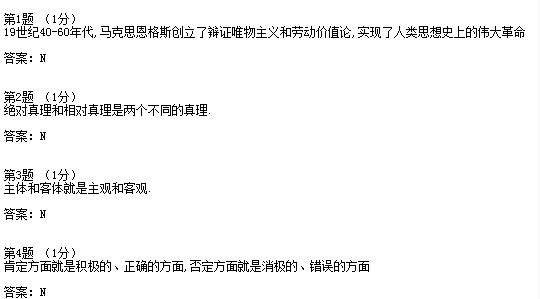 第1题 （1分）
19世纪40-60年代,马克思恩格斯创立了辩证唯物主义和劳动价值论,实现了人类思想史上的伟大革命
答案：N
第2题 （1分）
绝对真理和相对真理是两个不同的真理.
答案：N
第3题 （1分）
主体和客体就是主观和客观.
答案：N
第4题 （1分）
肯定方面就是积极的、正确的方面,否定方面就是消极的、错误的方面
答案：N